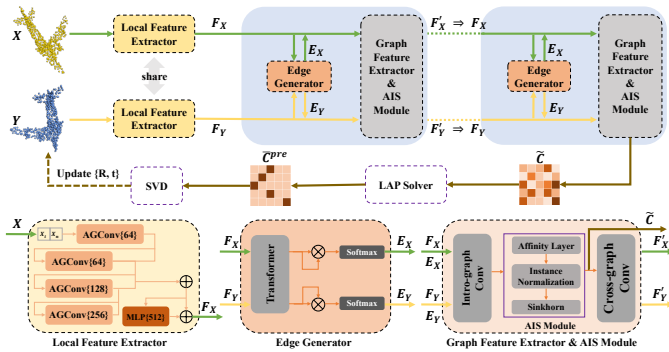 X
Local Feature
Extractor
F_X
E_X
Edge
Generator
E_Y
Graph
Feature
Extractor
&
AIS
Module
F'_X ⇒ F_X
E_X
Edge
Generator
E_Y
Graph
Feature
Extractor
&
AIS
Module
share
Y
Local Feature
Extractor
F_Y
F'_Y ⇒ F_Y
Update {R, t}
SVD
C̃^pre
LAP Solver
C̃
X
x_i x_n
AGConv{64}
AGConv{64}
AGConv{128}
AGConv{256}
MLP{512}
F_X
Local Feature Extractor
F_X
F_Y
Transformer
Softmax
Softmax
E_X
E_Y
Edge Generator
F_X
E_X
F_Y
E_Y
Intro-graph
Conv
Affinity Layer
Instance
Normalization
Sinkhorn
AIS Module
Cross-graph
Conv
C̃
F'_X
F'_Y
Graph Feature Extractor & AIS Module